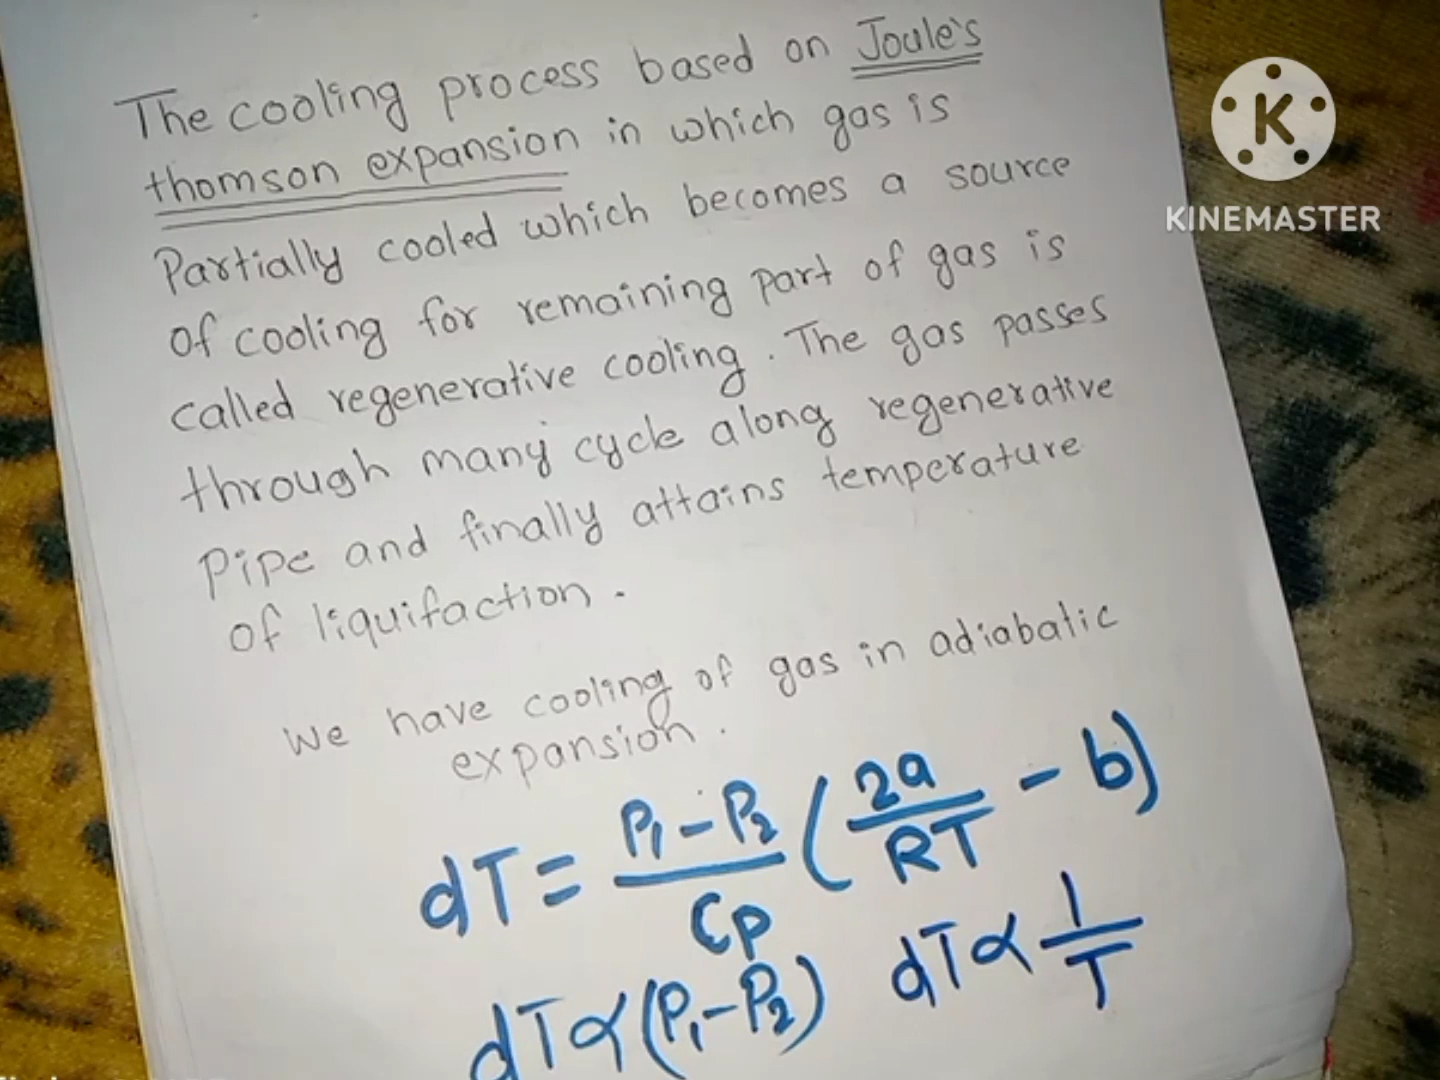 The cooling process based on Joule's
thomson expansion in which gas is
Partially cooled which becomes a source
of cooling for remaining part of gas is
called regenerative cooling. The gas passes
through many cycle along regenerative
Pipe and finally attains temperature
of liquifaction.
We have cooling of gas in adiabatic
expansion.
dT = P₁ - P₂ / Cp (2a / RT - b)
dT ∝ (P₁-P₂) dT ∝ 1 / T
K
KINEMASTER